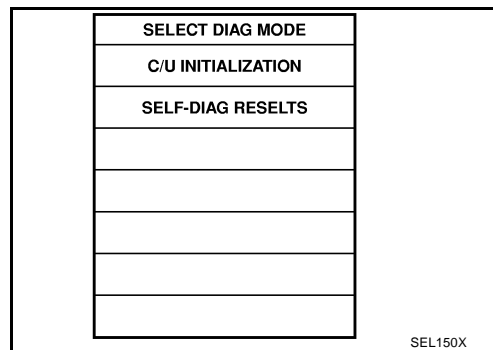 SELECT DIAG MODE
C/U INITIALIZATION
SELF-DIAG RESELTS
SEL150X